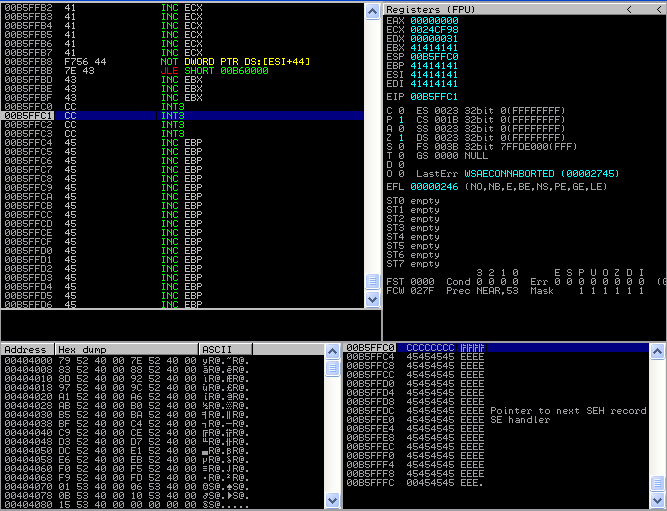 00B5FFB2 41 INC ECX
00B5FFB3 41 INC ECX
00B5FFB4 41 INC ECX
00B5FFB5 41 INC ECX
00B5FFB6 41 INC ECX
00B5FFB7 41 INC ECX
00B5FFB8 F756 44 NOT DWORD PTR DS:[ESI+44]
00B5FFBB 7E 43 JLE SHORT 00B60000
00B5FFBD 43 INC EBX
00B5FFBE 43 INC EBX
00B5FFBF 43 INC EBX
00B5FFC0 CC INT3
00B5FFC1 CC INT3
00B5FFC2 CC INT3
00B5FFC3 CC INT3
00B5FFC4 45 INC EBP
00B5FFC5 45 INC EBP
00B5FFC6 45 INC EBP
00B5FFC7 45 INC EBP
00B5FFC8 45 INC EBP
00B5FFC9 45 INC EBP
00B5FFCA 45 INC EBP
00B5FFCB 45 INC EBP
00B5FFCC 45 INC EBP
00B5FFCD 45 INC EBP
00B5FFCE 45 INC EBP
00B5FFCF 45 INC EBP
00B5FFD0 45 INC EBP
00B5FFD1 45 INC EBP
00B5FFD2 45 INC EBP
00B5FFD3 45 INC EBP
00B5FFD4 45 INC EBP
00B5FFD5 45 INC EBP
00B5FFD6 45 INC EBP
Registers (FPU) < <
EAX 00000000
ECX 0024CF98
EDX 00000031
EBX 41414141
ESP 00B5FFC0
EBP 41414141
ESI 41414141
EDI 41414141
EIP 00B5FFC1
C 0 ES 0023 32bit 0(FFFFFFFF)
P 1 CS 001B 32bit 0(FFFFFFFF)
A 0 SS 0023 32bit 0(FFFFFFFF)
Z 1 DS 0023 32bit 0(FFFFFFFF)
S 0 FS 003B 32bit 7FFDE000(FFF)
T 0 GS 0000 NULL
D 0
O 0 LastErr WSAECONNABORTED (00002745)
EFL 00000246 (NO,NB,E,BE,NS,PE,GE,LE)
ST0 empty
ST1 empty
ST2 empty
ST3 empty
ST4 empty
ST5 empty
ST6 empty
ST7 empty
3 2 1 0 E S P U O Z D I
FST 0000 Cond 0 0 0 0 Err 0 0 0 0 0 0 0 0
FCW 027F Prec NEAR,53 Mask 1 1 1 1 1 1
Address Hex dump ASCII
00404000 79 52 40 00 7E 52 40 00 yR@.~R@.
00404008 83 52 40 00 88 52 40 00 âR@.êR@.
00404010 8D 52 40 00 92 52 40 00 ìR@.ÆR@.
00404018 97 52 40 00 9C 52 40 00 ùR@.£R@.
00404020 A1 52 40 00 A6 52 40 00
00404028 AB 52 40 00 B0 52 40 00
00404030 B5 52 40 00 BA 52 40 00
00404038 BF 52 40 00 C4 52 40 00
00404040 C9 52 40 00 CE 52 40 00
00404048 D3 52 40 00 D7 52 40 00
00404050 DC 52 40 00 E1 52 40 00
00404058 E6 52 40 00 EB 52 40 00
00404060 F0 52 40 00 F5 52 40 00
00404068 F9 52 40 00 FD 52 40 00
00404070 01 53 40 00 06 53 40 00
00404078 0B 53 40 00 10 53 40 00
00404080 15 53 40 00 00 00 00 00
00B5FFC0 CCCCCCCC ╠╠╠╠
00B5FFC4 45454545 EEEE
00B5FFC8 45454545 EEEE
00B5FFCC 45454545 EEEE
00B5FFD0 45454545 EEEE
00B5FFD4 45454545 EEEE
00B5FFD8 45454545 EEEE
00B5FFDC 45454545 EEEE Pointer to next SEH record
00B5FFE0 45454545 EEEE SE handler
00B5FFE4 45454545 EEEE
00B5FFE8 45454545 EEEE
00B5FFEC 45454545 EEEE
00B5FFF0 45454545 EEEE
00B5FFF4 45454545 EEEE
00B5FFF8 45454545 EEEE
00B5FFFC 00454545 EEE.